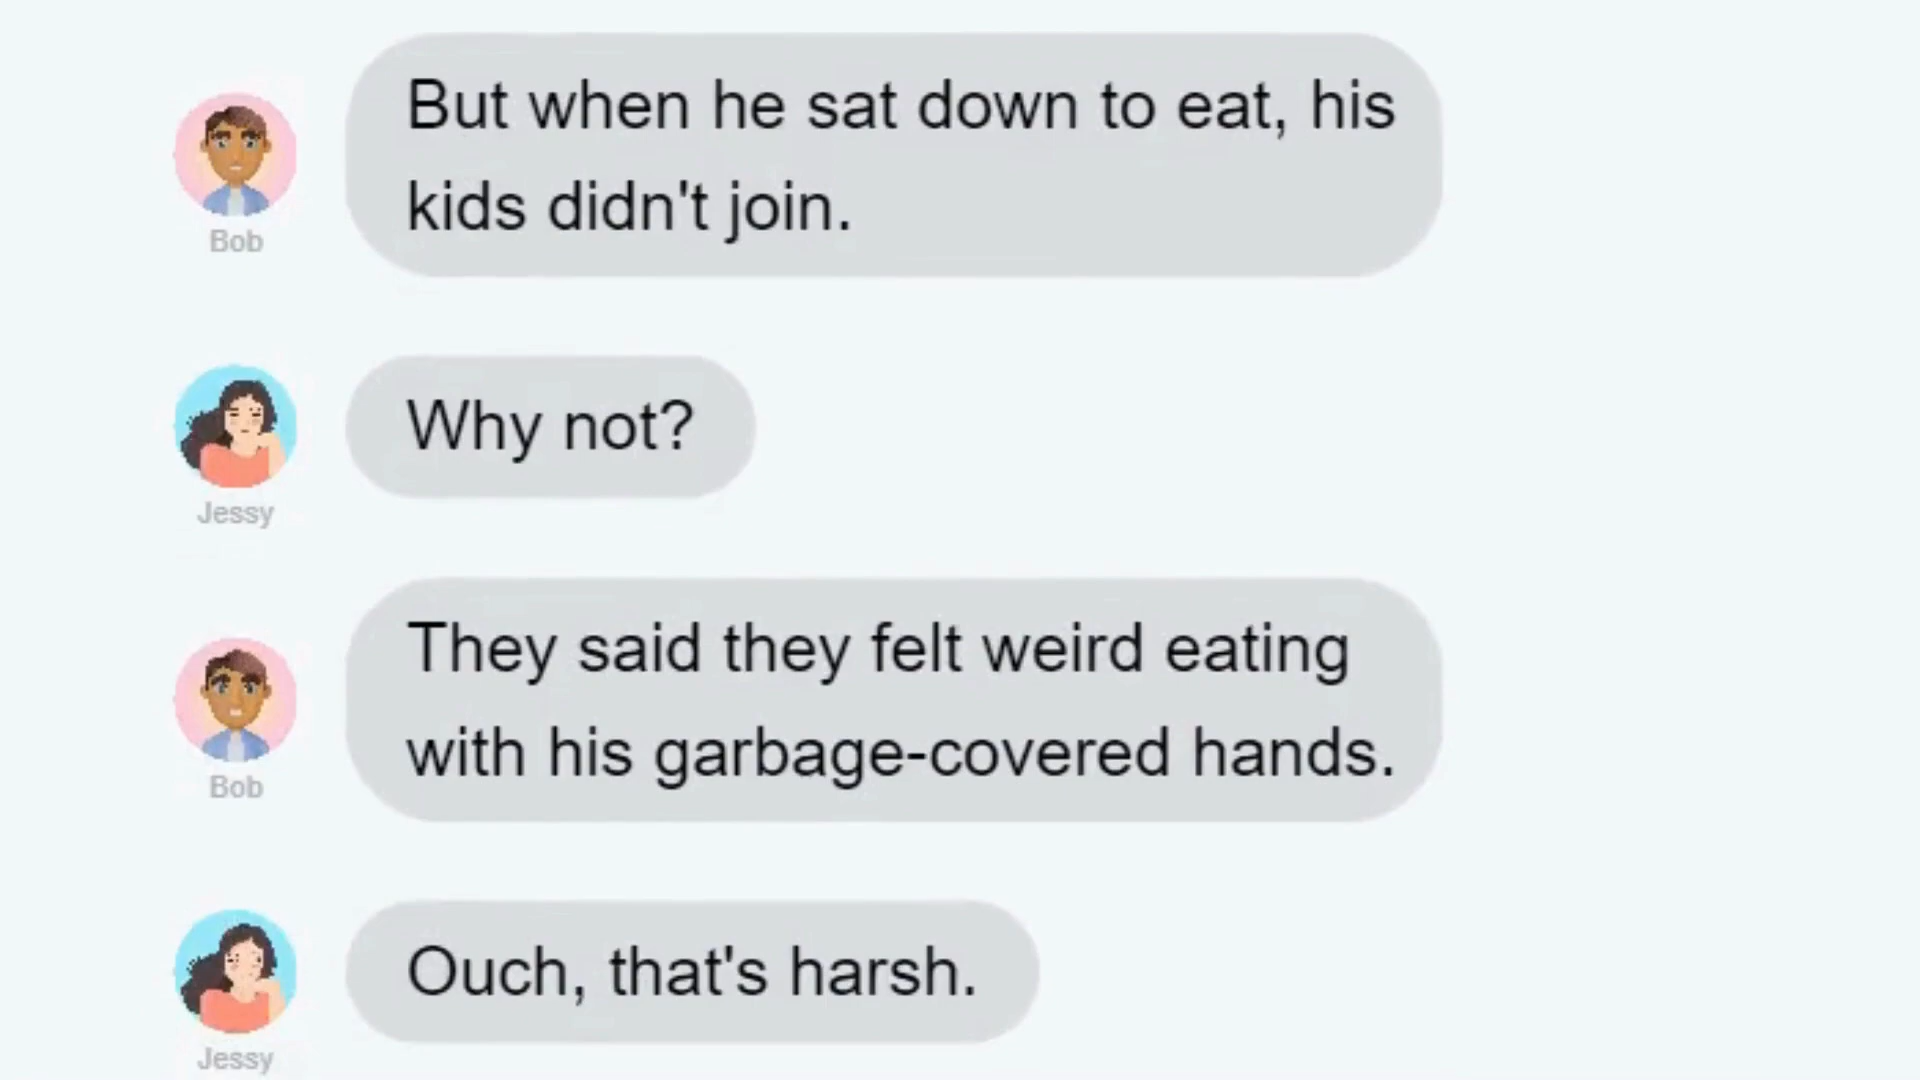 But when he sat down to eat, his
kids didn't join.
Bob
Why not?
Jessy
They said they felt weird eating
with his garbage-covered hands.
Bob
Ouch, that's harsh.
Jessy